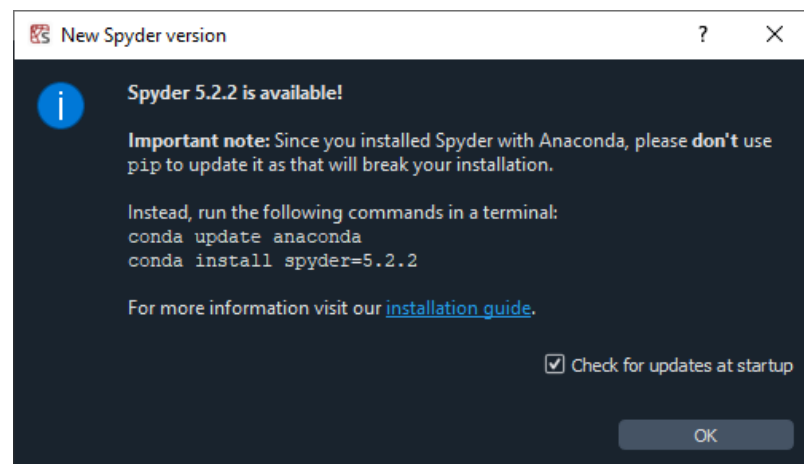 New Spyder version
Spyder 5.2.2 is available!
Important note: Since you installed Spyder with Anaconda, please don't use
pip to update it as that will break your installation.
Instead, run the following commands in a terminal:
conda update anaconda
conda install spyder=5.2.2
For more information visit our installation guide.
Check for updates at startup
OK